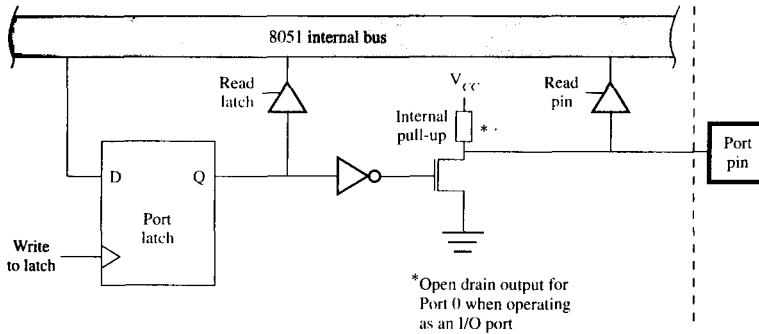 8051 internal bus
Read
latch
V_CC
Read
pin
Internal
pull-up
*
Port
pin
D
Q
Port
latch
Write
to latch
*Open drain output for
Port 0 when operating
as an I/O port